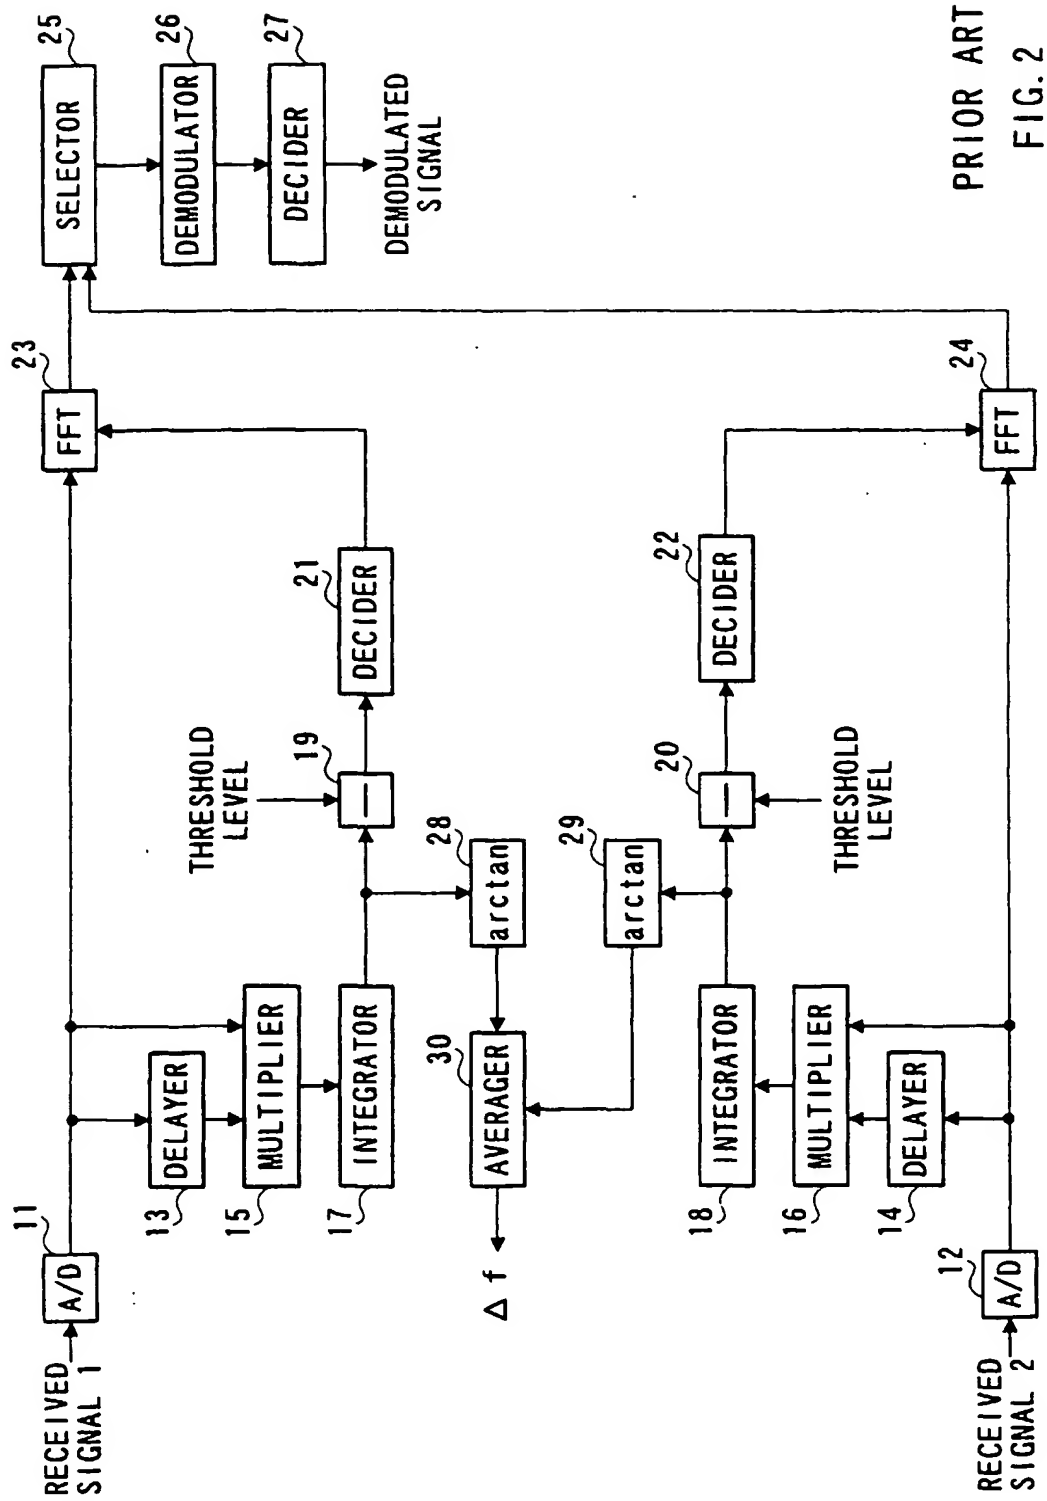 RECEIVED
SIGNAL 1
A/D
11
DELAYER
13
MULTIPLIER
15
INTEGRATOR
17
THRESHOLD
LEVEL
—
19
DECIDER
21
FFT
23
SELECTOR
25
DEMODULATOR
26
DECIDER
27
DEMODULATED
SIGNAL
arctan
28
AVERAGER
30
Δf
arctan
29
INTEGRATOR
18
MULTIPLIER
16
DELAYER
14
—
20
THRESHOLD
LEVEL
DECIDER
22
RECEIVED
SIGNAL 2
A/D
12
FFT
24
PRIOR ART
FIG. 2